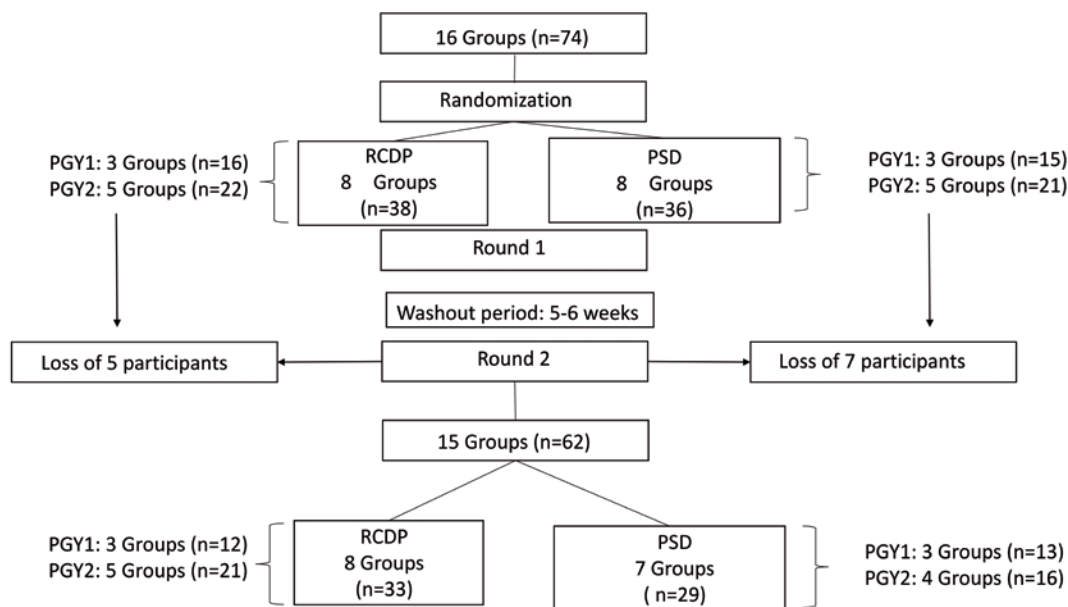 16 Groups (n=74)
Randomization
PGY1: 3 Groups (n=16)
PGY2: 5 Groups (n=22)
RCDP
8 Groups
(n=38)
PSD
8 Groups
(n=36)
PGY1: 3 Groups (n=15)
PGY2: 5 Groups (n=21)
Round 1
Washout period: 5-6 weeks
Loss of 5 participants
Round 2
Loss of 7 participants
15 Groups (n=62)
PGY1: 3 Groups (n=12)
PGY2: 5 Groups (n=21)
RCDP
8 Groups
(n=33)
PSD
7 Groups
( n=29)
PGY1: 3 Groups (n=13)
PGY2: 4 Groups (n=16)